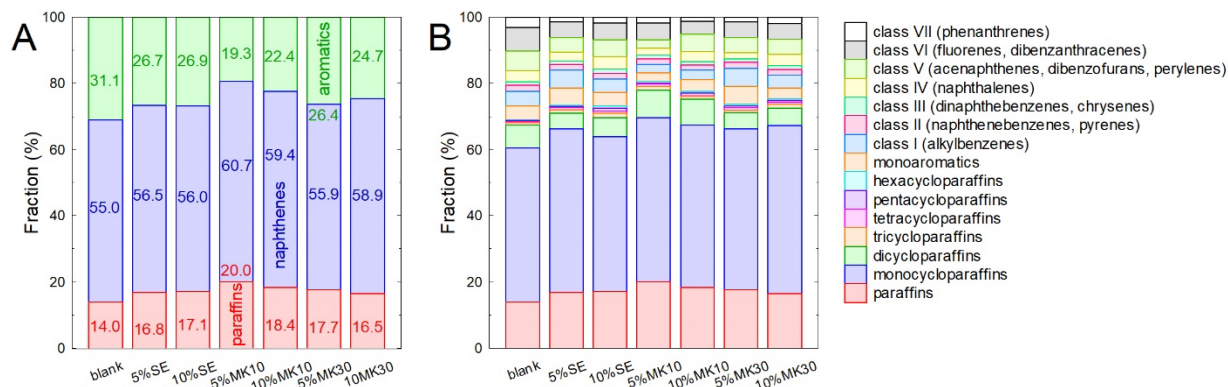 A
Fraction (%)
100
80
60
40
20
0
31.1
26.7
26.9
19.3
22.4
aromatics
26.4
24.7
55.0
56.5
56.0
60.7
59.4
naphthenes
55.9
58.9
14.0
16.8
17.1
20.0
paraffins
18.4
17.7
16.5
blank
5%SE
10%SE
5%MK10
10%MK10
5%MK30
10MK30
B
Fraction (%)
100
80
60
40
20
0
blank
5%SE
10%SE
5%MK10
10%MK10
5%MK30
10%MK30
class VII (phenanthrenes)
class VI (fluorenes, dibenzanthracenes)
class V (acenaphthenes, dibenzofurans, perylenes)
class IV (naphthalenes)
class III (dinaphthebenzenes, chrysenes)
class II (naphthenebenzenes, pyrenes)
class I (alkylbenzenes)
monoaromatics
hexacycloparaffins
pentacycloparaffins
tetracycloparaffins
tricycloparaffins
dicycloparaffins
monocycloparaffins
paraffins